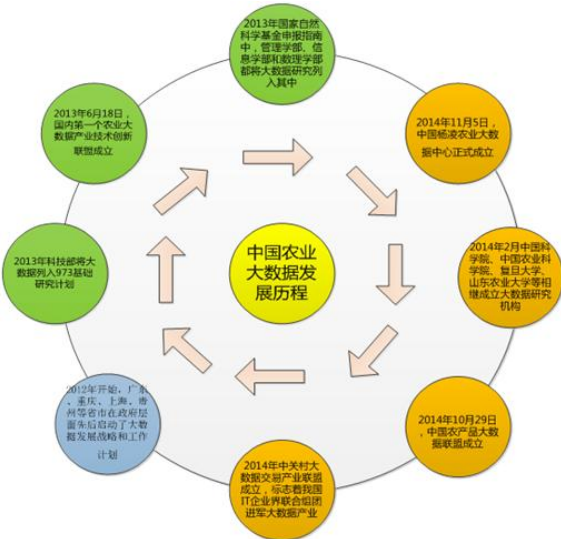 2013年国家自然
科学基金申报指南
中，管理学部、信
息学部和数理学部
都将大数据研究列
入其中
2014年11月5日，
中国杨凌农业大数
据中心正式成立
2014年2月中国科
学院、中国农业科
学院、复旦大学、
山东农业大学等相
继成立大数据研究
机构
2014年10月29日
，中国农产品大数
据联盟成立
2014年中关村大
数据交易产业联盟
成立，标志着我国
IT企业界联合组团
进军大数据产业
2012年开始，广东
、重庆、上海、贵
州等省市在政府层
面先后启动了大数
据发展战略和工作
计划
2013年科技部将大
数据列入973基础
研究计划
2013年6月18日，
国内第一个农业大
数据产业技术创新
联盟成立
中国农业
大数据发
展历程